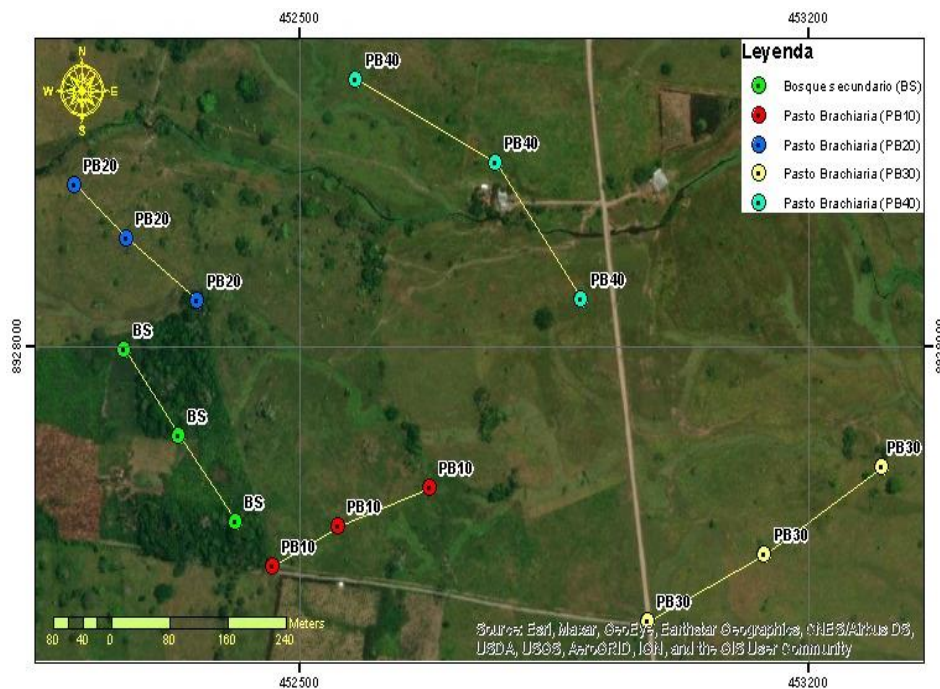 452500 453200
N
W E
S
Leyenda
Bosque secundario (BS)
Pasto Brachiaria (PB10)
Pasto Brachiaria (PB20)
Pasto Brachiaria (PB30)
Pasto Brachiaria (PB40)
PB40
PB40
PB20
PB20
PB20
PB40
8928000 8928000
BS
BS
PB30
PB10
BS
PB10
PB30
PB10
PB30
Meters
80 40 0 80 160 240
Source: Esri, Maxar, GeoEye, Earthstar Geographics, CNES/Airbus DS,
USDA, USGS, AeroGRID, IGN, and the GIS User Community
452500 453200